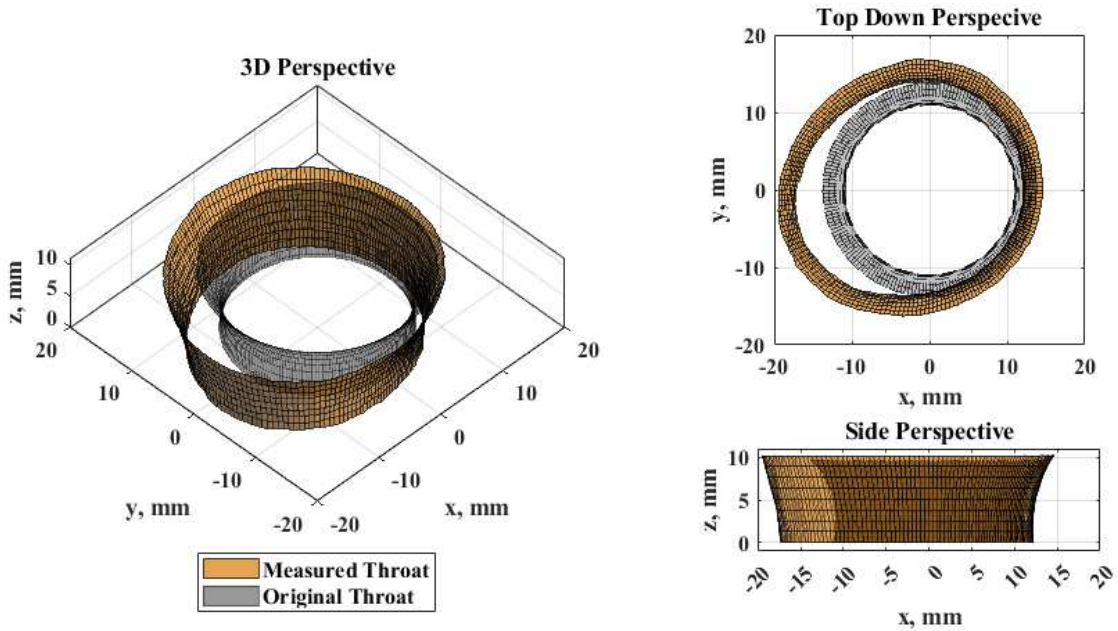 3D Perspective
z, mm
10
5
0
20
10
0
-10
-20
y, mm
-20
-10
0
10
20
x, mm
Measured Throat
Original Throat
Top Down Perspecive
y, mm
20
10
0
-10
-20
-20
-10
0
10
20
x, mm
Side Perspective
z, mm
10
5
0
-20
-15
-10
-5
0
5
10
15
20
x, mm